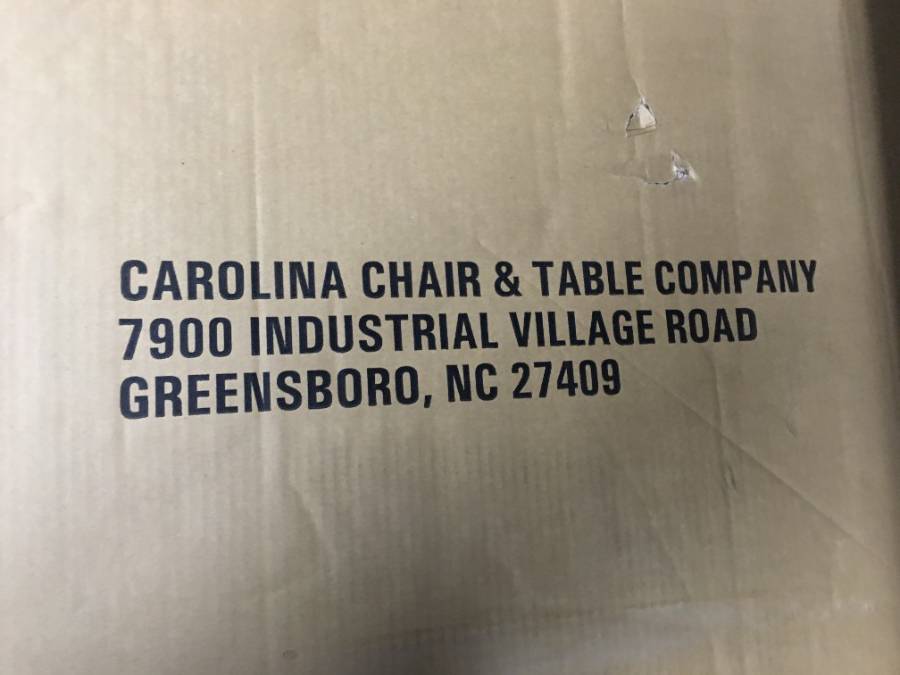 CAROLINA CHAIR & TABLE COMPANY
7900 INDUSTRIAL VILLAGE ROAD
GREENSBORO, NC 27409